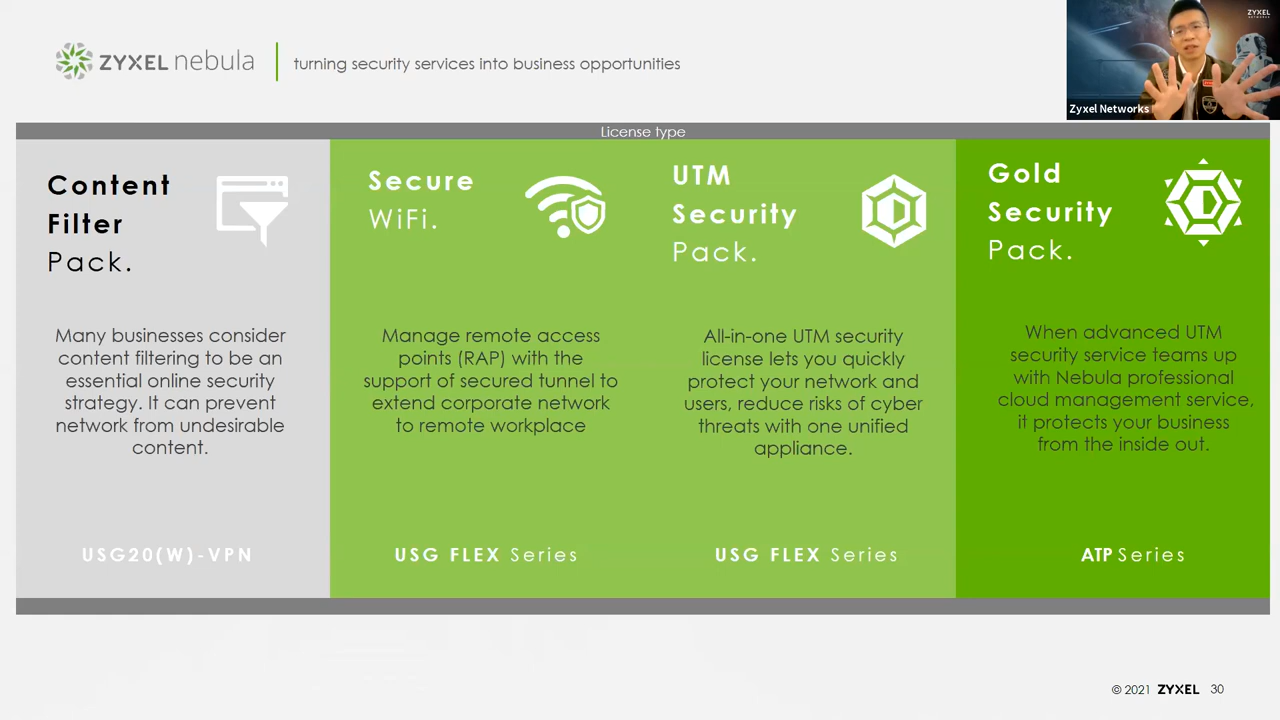 ZYXEL nebula
turning security services into business opportunities
ZYXEL
Zyxel Networks
License type
Content
Filter
Pack.
Many businesses consider
content filtering to be an
essential online security
strategy. It can prevent
network from undesirable
content.
USG20(W)-VPN
Secure
WiFi.
Manage remote access
points (RAP) with the
support of secured tunnel to
extend corporate network
to remote workplace
USG FLEX Series
UTM
Security
Pack.
All-in-one UTM security
license lets you quickly
protect your network and
users, reduce risks of cyber
threats with one unified
appliance.
USG FLEX Series
Gold
Security
Pack.
When advanced UTM
security service teams up
with Nebula professional
cloud management service,
it protects your business
from the inside out.
ATP Series
© 2021 ZYXEL 30